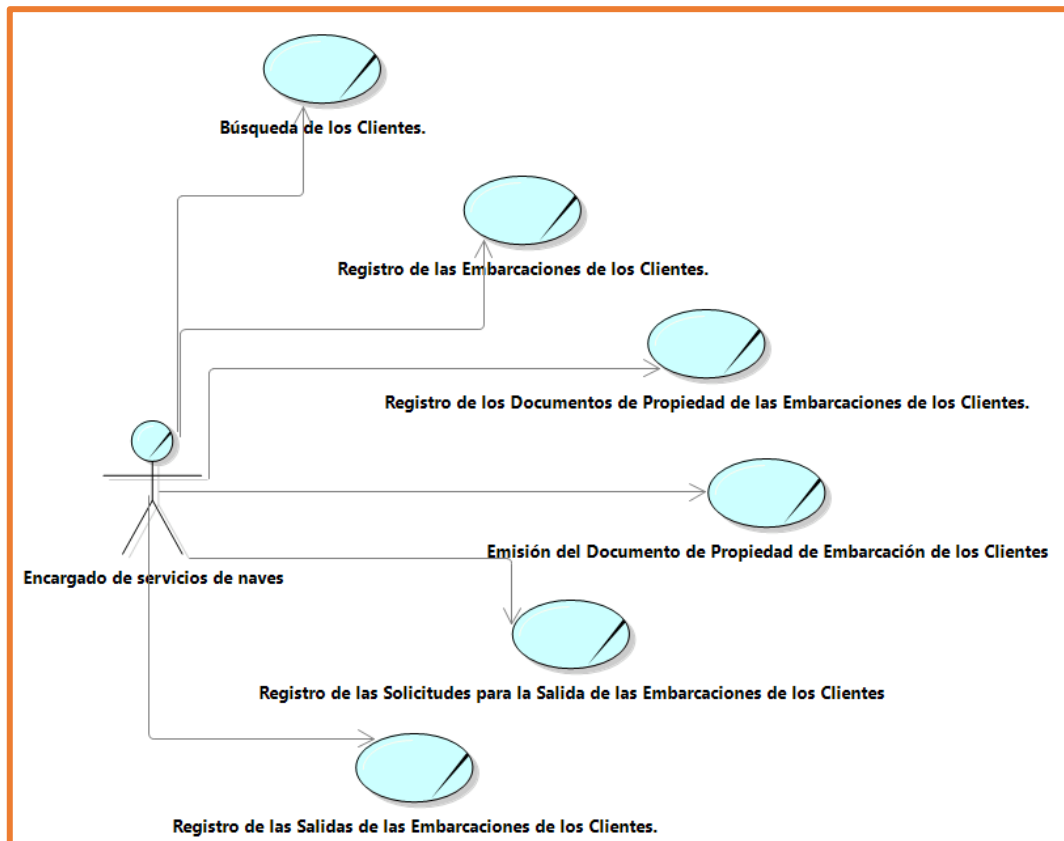 Búsqueda de los Clientes.
Registro de las Embarcaciones de los Clientes.
Registro de los Documentos de Propiedad de las Embarcaciones de los Clientes.
Emisión del Documento de Propiedad de Embarcación de los Clientes
Encargado de servicios de naves
Registro de las Solicitudes para la Salida de las Embarcaciones de los Clientes
Registro de las Salidas de las Embarcaciones de los Clientes.